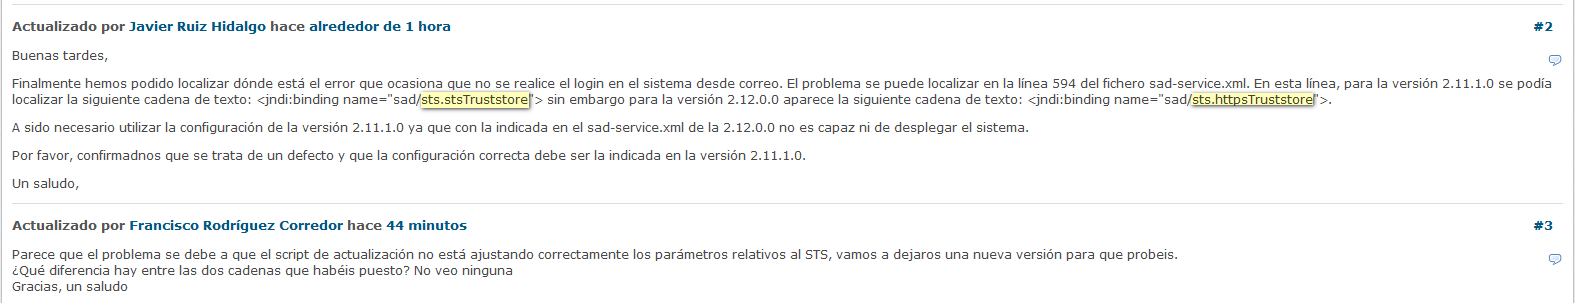 Actualizado por Javier Ruiz Hidalgo hace alrededor de 1 hora #2
Buenas tardes,
Finalmente hemos podido localizar dónde está el error que ocasiona que no se realice el login en el sistema desde correo. El problema se puede localizar en la línea 594 del fichero sad-service.xml. En esta línea, para la versión 2.11.1.0 se podía
localizar la siguiente cadena de texto: <jndi:binding name="sad/sts.stsTruststore"> sin embargo para la versión 2.12.0.0 aparece la siguiente cadena de texto: <jndi:binding name="sad/sts.httpsTruststore">.
A sido necesario utilizar la configuración de la versión 2.11.1.0 ya que con la indicada en el sad-service.xml de la 2.12.0.0 no es capaz ni de desplegar el sistema.
Por favor, confirmadnos que se trata de un defecto y que la configuración correcta debe ser la indicada en la versión 2.11.1.0.
Un saludo,
Actualizado por Francisco Rodríguez Corredor hace 44 minutos #3
Parece que el problema se debe a que el script de actualización no está ajustando correctamente los parámetros relativos al STS, vamos a dejaros una nueva versión para que probeis.
¿Qué diferencia hay entre las dos cadenas que habéis puesto? No veo ninguna
Gracias, un saludo